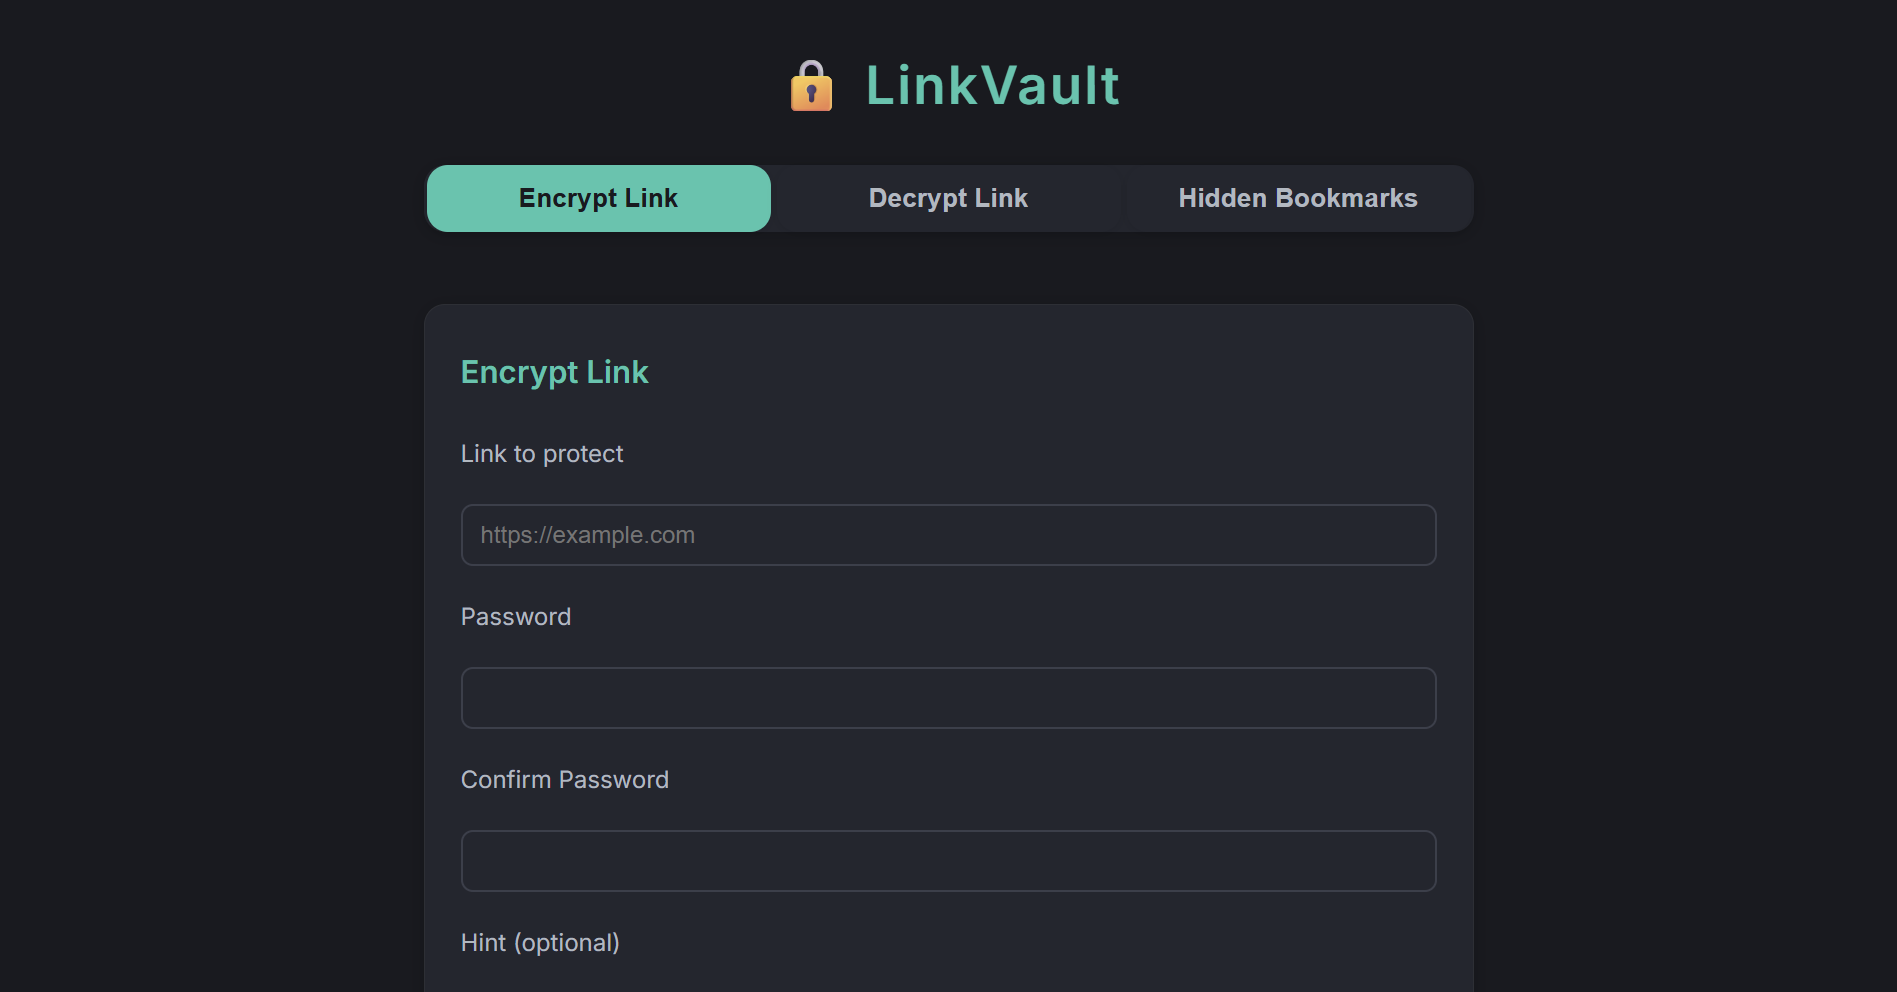 LinkVault
Encrypt Link
Decrypt Link
Hidden Bookmarks
Encrypt Link
Link to protect
https://example.com
Password
Confirm Password
Hint (optional)